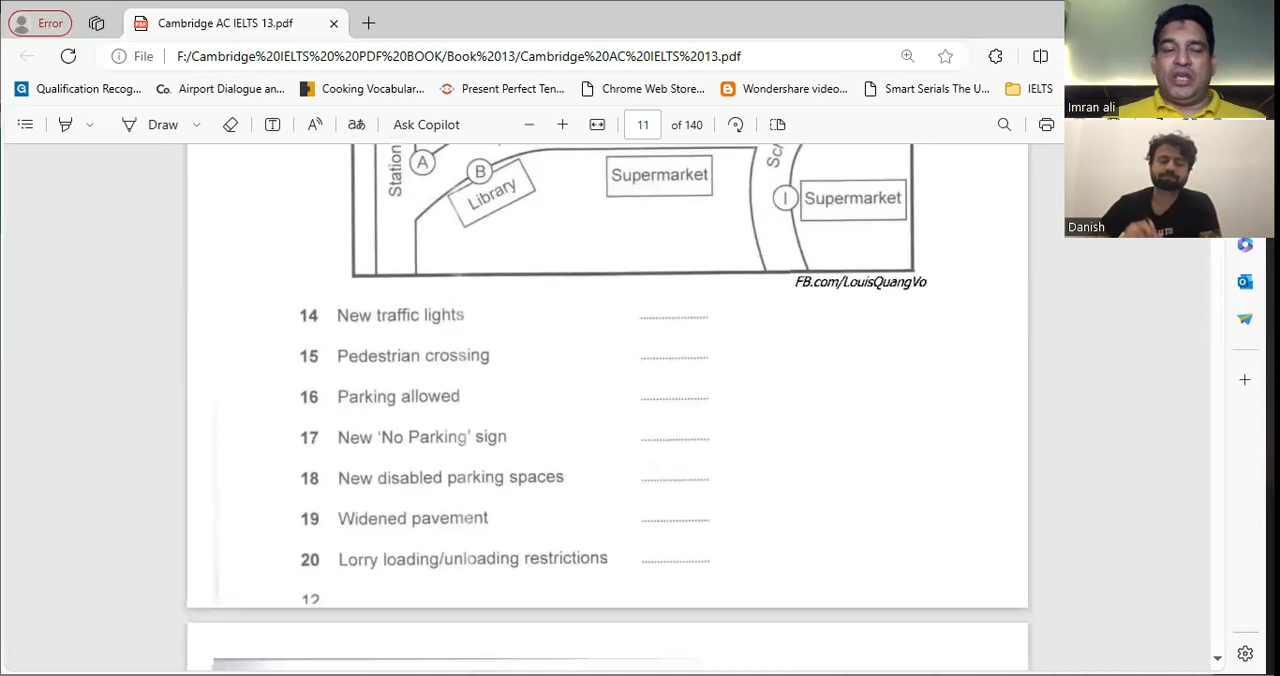 Error
Cambridge AC IELTS 13.pdf
File
F:/Cambridge%20IELTS%20%20PDF%20BOOK/Book%2013/Cambridge%20AC%20IELTS%2013.pdf
Qualification Recog...
Co. Airport Dialogue an...
Cooking Vocabular...
Present Perfect Ten...
Chrome Web Store...
Wondershare video...
Smart Serials The U...
IELTS
Draw
Ask Copilot
11 of 140
Imran ali
Danish
Station
A
B
Library
Supermarket
I
Supermarket
FB.com/LouisQuangVo
14 New traffic lights
15 Pedestrian crossing
16 Parking allowed
17 New 'No Parking' sign
18 New disabled parking spaces
19 Widened pavement
20 Lorry loading/unloading restrictions
12